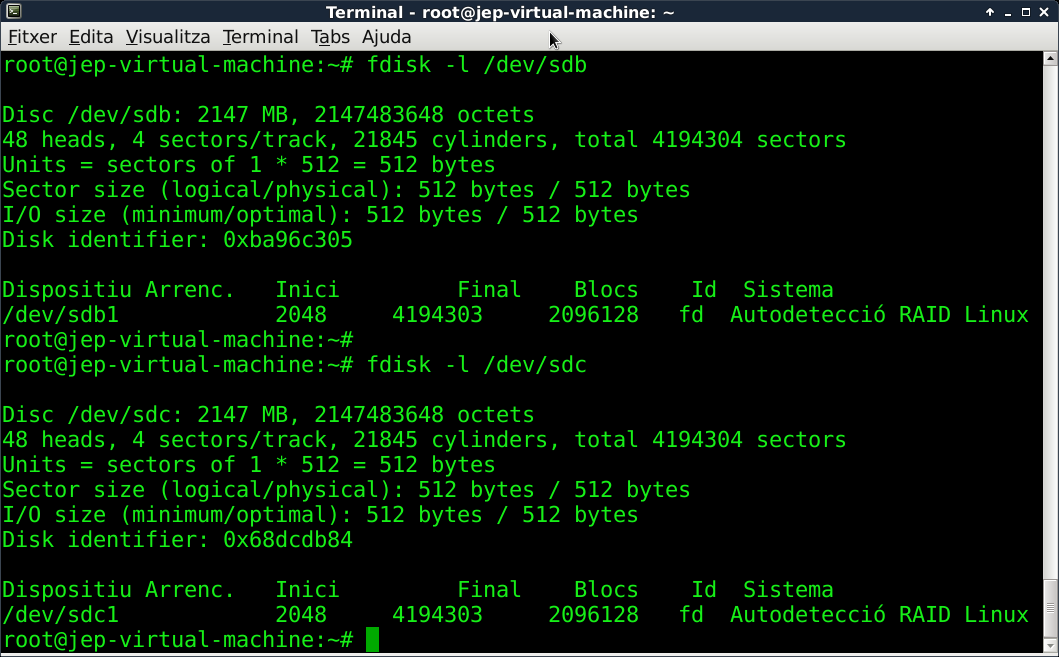 Terminal - root@jep-virtual-machine: ~
Fitxer Edita Visualitza Terminal Tabs Ajuda
root@jep-virtual-machine:~# fdisk -l /dev/sdb
Disc /dev/sdb: 2147 MB, 2147483648 octets
48 heads, 4 sectors/track, 21845 cylinders, total 4194304 sectors
Units = sectors of 1 * 512 = 512 bytes
Sector size (logical/physical): 512 bytes / 512 bytes
I/O size (minimum/optimal): 512 bytes / 512 bytes
Disk identifier: 0xba96c305
Dispositiu Arrenc. Inici Final Blocs Id Sistema
/dev/sdb1 2048 4194303 2096128 fd Autodetecció RAID Linux
root@jep-virtual-machine:~#
root@jep-virtual-machine:~# fdisk -l /dev/sdc
Disc /dev/sdc: 2147 MB, 2147483648 octets
48 heads, 4 sectors/track, 21845 cylinders, total 4194304 sectors
Units = sectors of 1 * 512 = 512 bytes
Sector size (logical/physical): 512 bytes / 512 bytes
I/O size (minimum/optimal): 512 bytes / 512 bytes
Disk identifier: 0x68dcdb84
Dispositiu Arrenc. Inici Final Blocs Id Sistema
/dev/sdc1 2048 4194303 2096128 fd Autodetecció RAID Linux
root@jep-virtual-machine:~#